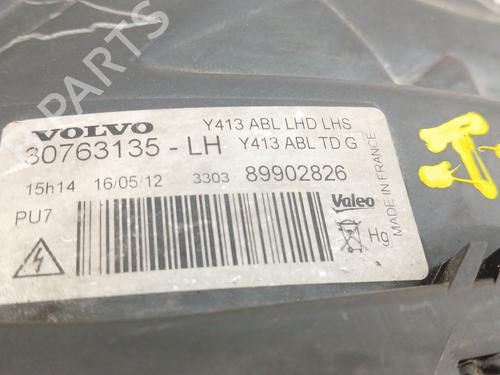 B PARTS
VOLVO
Y413 ABL LHD LHS
30763135 - LH
Y413 ABL TD G
15h14 16/05/12 3303 89902826
PU7
Valeo
Hg
MADE IN FRANCE